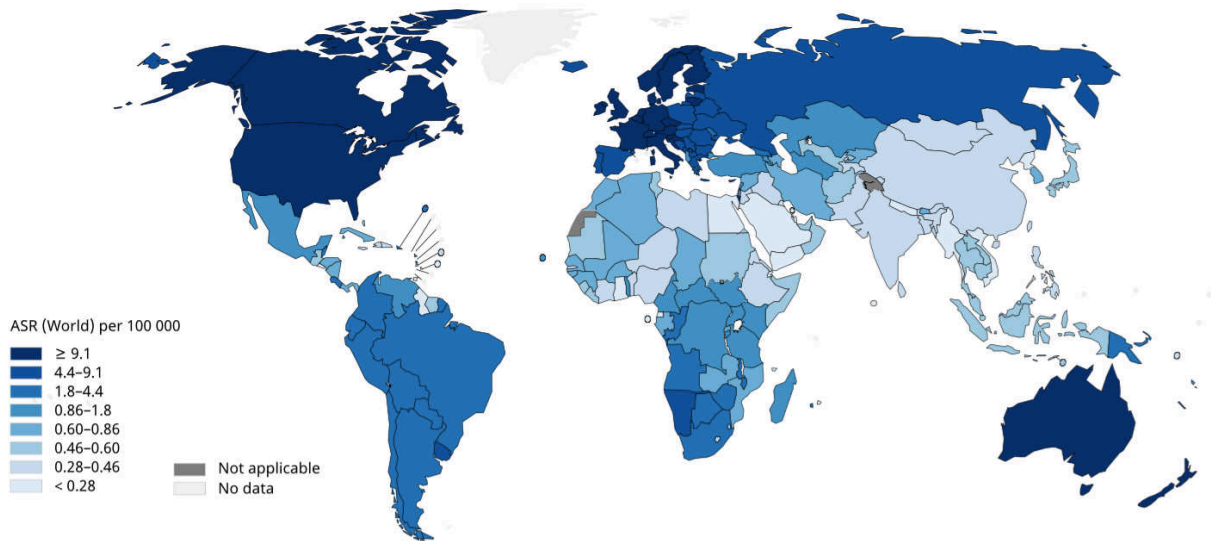 ASR (World) per 100 000
≥ 9.1
4.4–9.1
1.8–4.4
0.86–1.8
0.60–0.86
0.46–0.60
0.28–0.46
< 0.28
Not applicable
No data